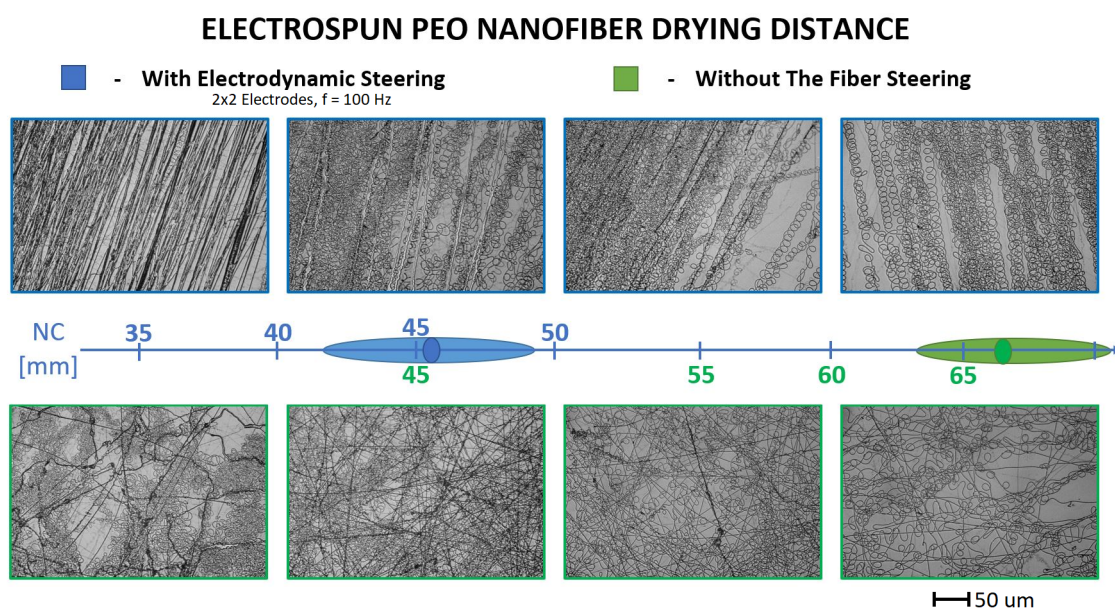 ELECTROSPUN PEO NANOFIBER DRYING DISTANCE
- With Electrodynamic Steering
2x2 Electrodes, f = 100 Hz
- Without The Fiber Steering
NC
[mm]
35 40 45 50
45 55 60 65
50 um